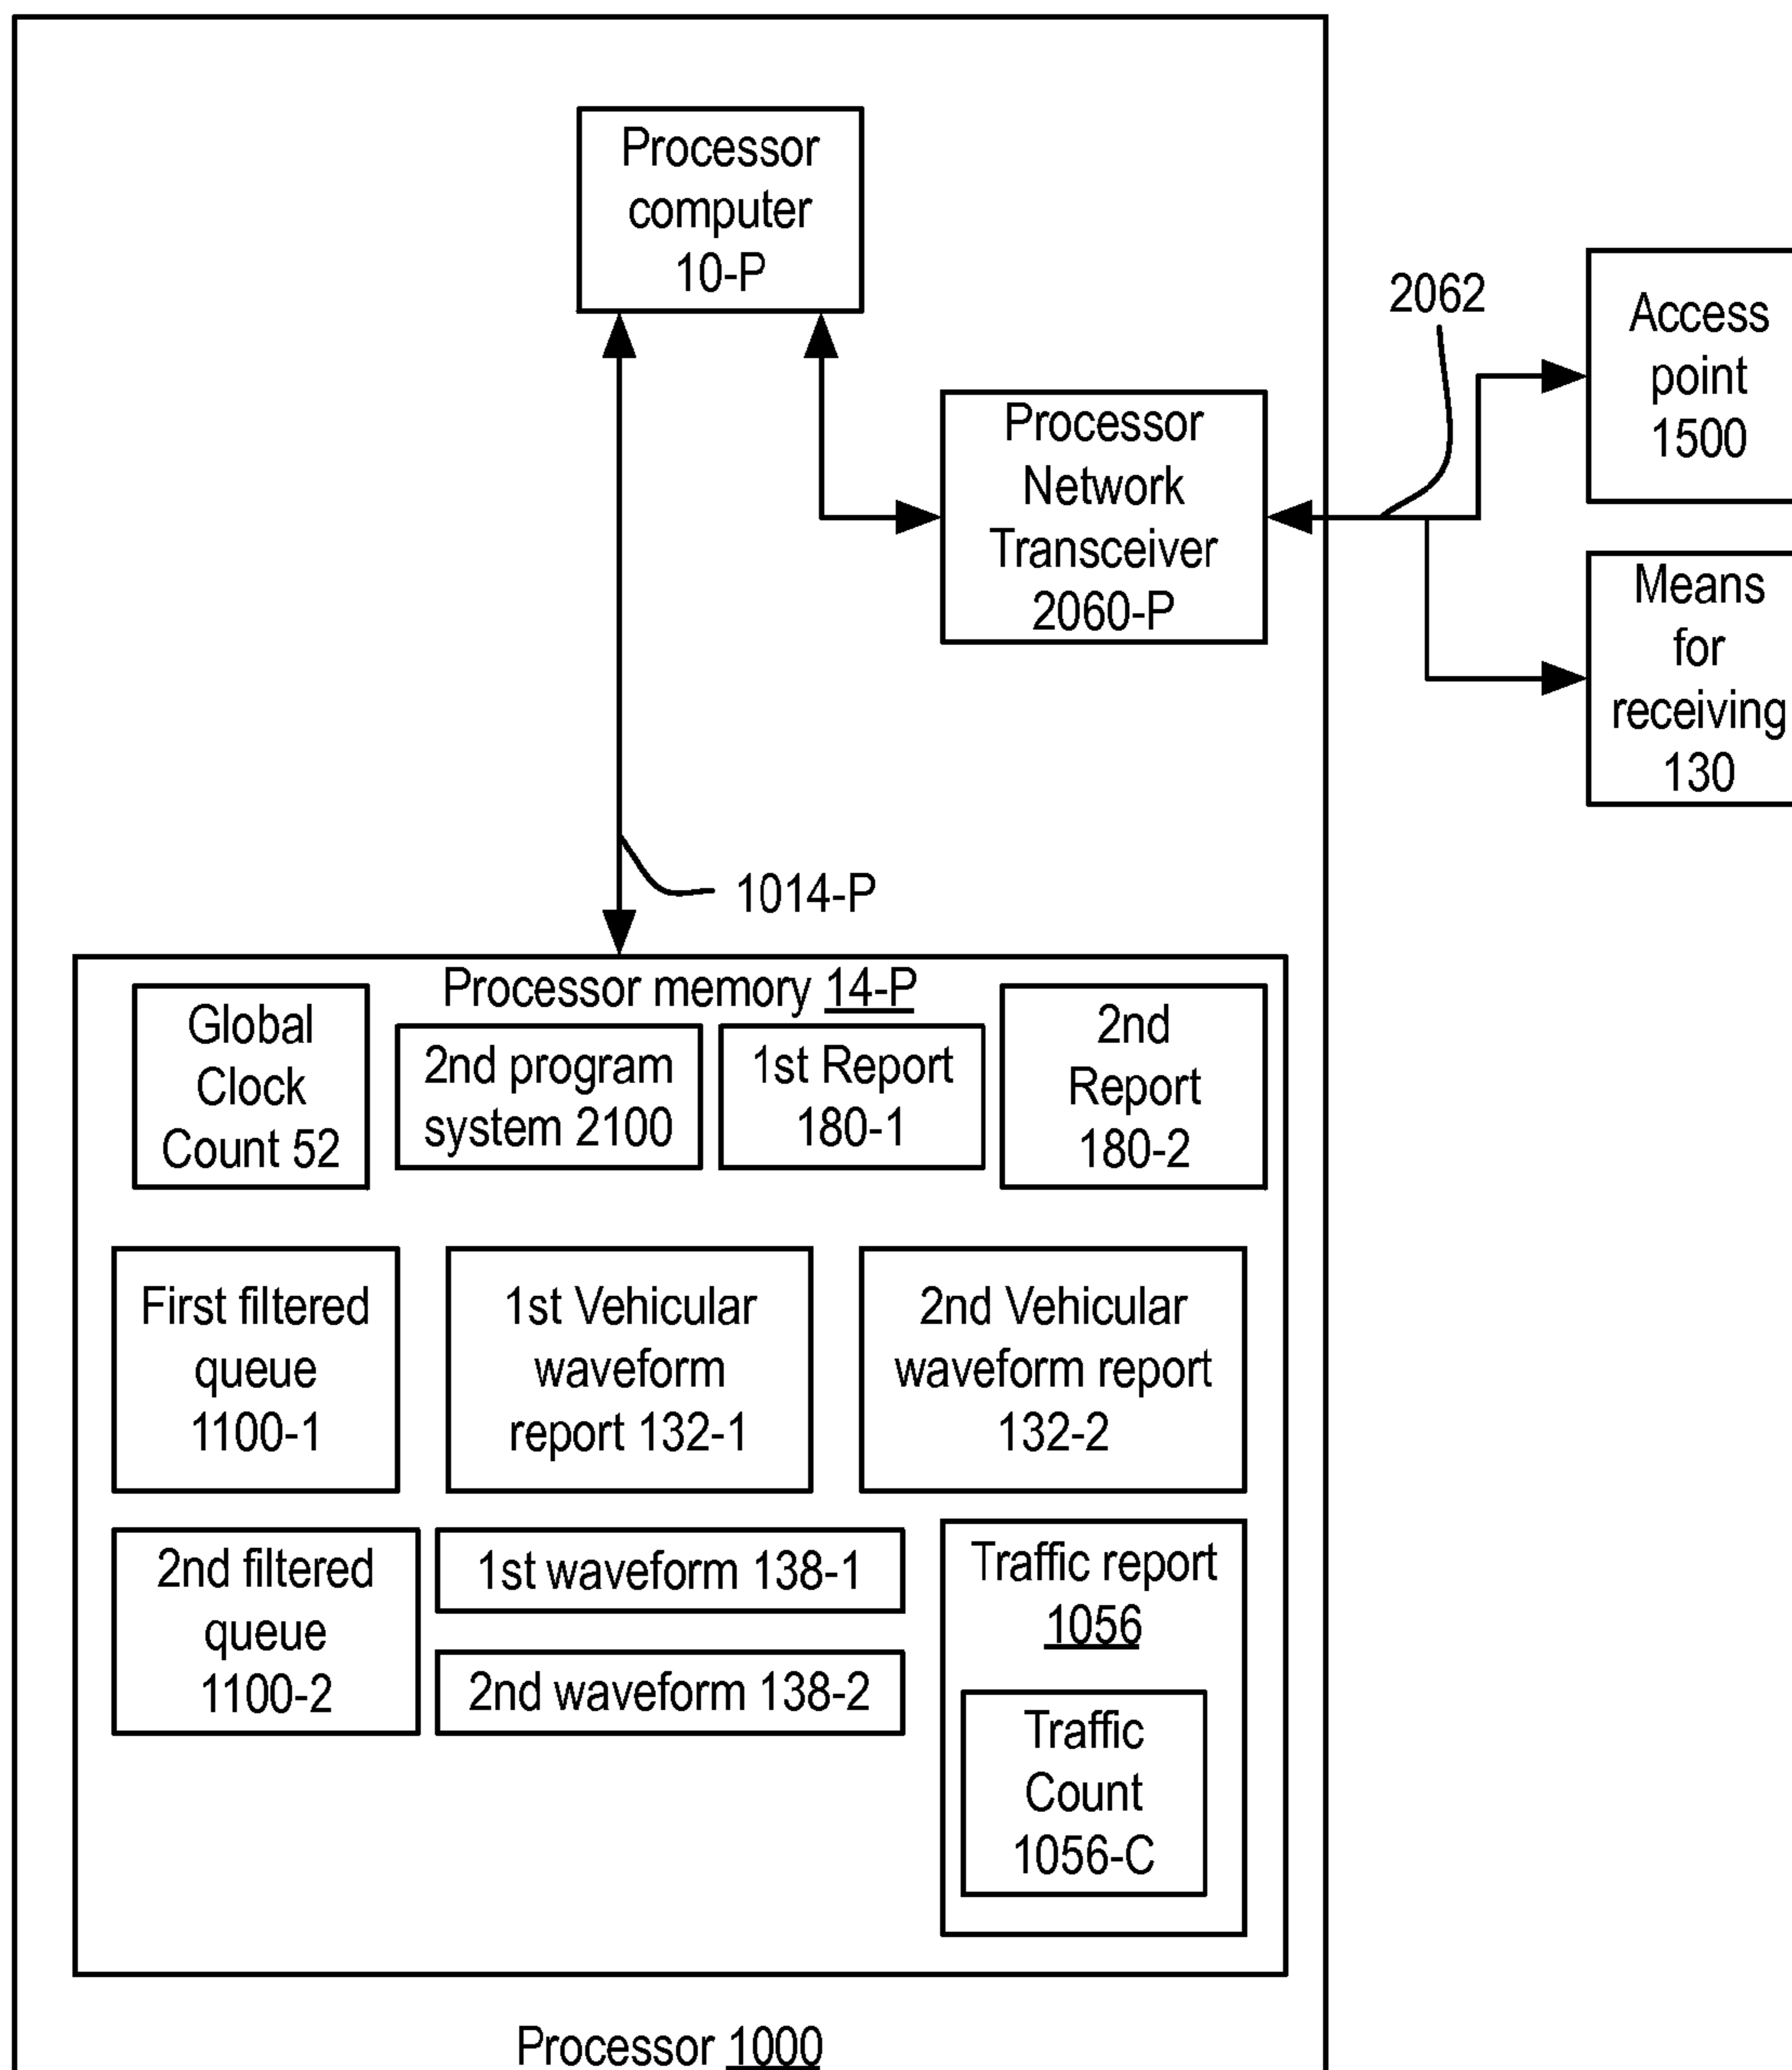 Processor
computer
10-P
2062
Access
point
1500
Processor
Network
Transceiver
2060-P
Means
for
receiving
130
1014-P
Processor memory 14-P
Global
Clock
Count 52
2nd program
system 2100
1st Report
180-1
2nd
Report
180-2
First filtered
queue
1100-1
1st Vehicular
waveform
report 132-1
2nd Vehicular
waveform report
132-2
2nd filtered
queue
1100-2
1st waveform 138-1
2nd waveform 138-2
Traffic report
1056
Traffic
Count
1056-C
Processor 1000